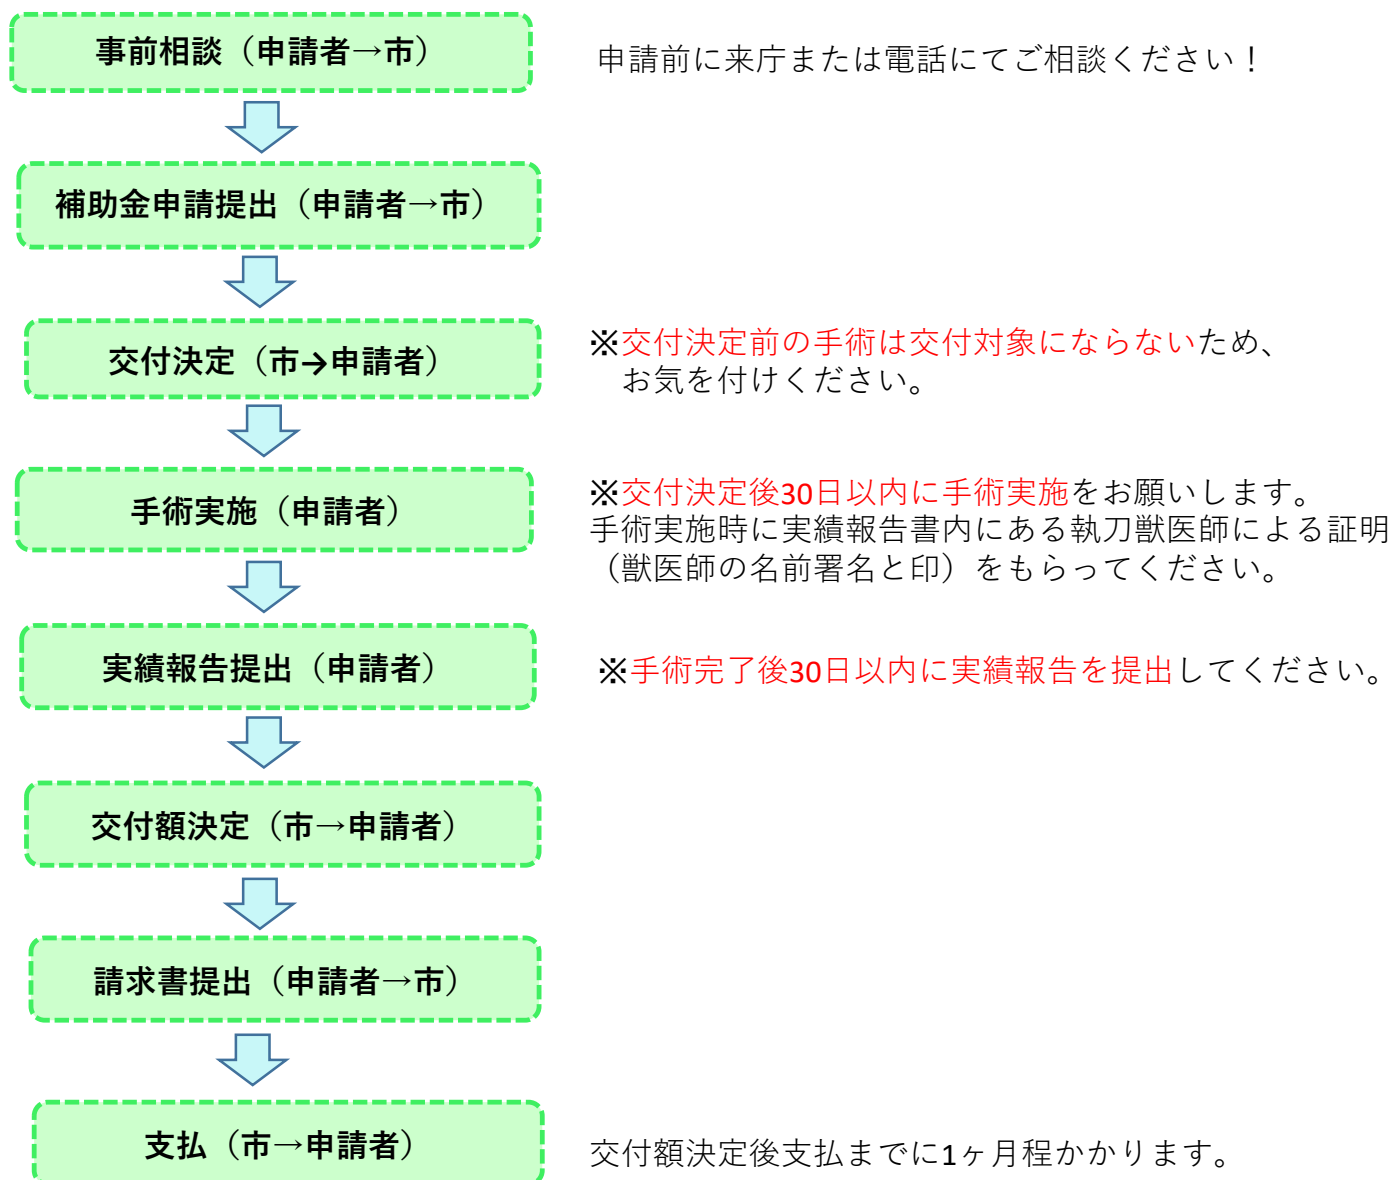 事前相談（申請者→市）
申請前に来庁または電話にてご相談ください！
補助金申請提出（申請者→市）
交付決定（市→申請者）
※交付決定前の手術は交付対象にならないため、
お気を付けください。
手術実施（申請者）
※交付決定後30日以内に手術実施をお願いします。
手術実施時に実績報告書内にある執刀獣医師による証明
（獣医師の名前署名と印）をもらってください。
実績報告提出（申請者）
※手術完了後30日以内に実績報告を提出してください。
交付額決定（市→申請者）
請求書提出（申請者→市）
支払（市→申請者）
交付額決定後支払までに1ヶ月程かかります。